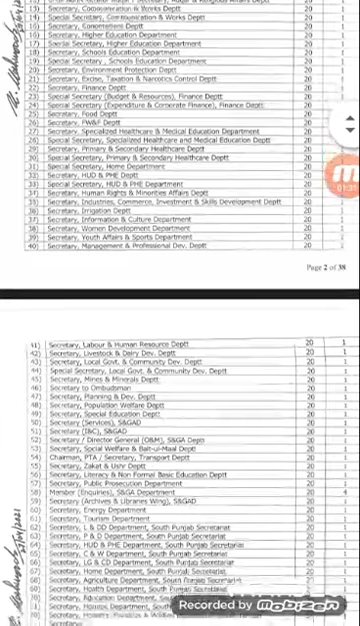 15) Secretary, Communication & Works Deptt 20 1
14) Special Secretary, Communication & Works Deptt 20 1
15) Secretary, Cooperatives Deptt 20 1
16) Secretary, Higher Education Department 20 1
17) Special Secretary, Higher Education Department 20 1
18) Secretary, Schools Education Department 20 1
19) Special Secretary, Schools Education Department 20 1
20) Secretary, Environment Protection Deptt 20 1
21) Secretary, Excise, Taxation & Narcotics Control Deptt 20 1
22) Secretary, Finance Deptt 20 1
23) Special Secretary (Budget & Resources), Finance Deptt 20 1
24) Special Secretary (Expenditure & Corporate Finance), Finance Deptt 20
25) Secretary, Food Deptt 20
26) Secretary, FW&F Deptt 20
27) Secretary, Specialized Healthcare & Medical Education Department 20
28) Special Secretary, Specialized Healthcare and Medical Education Deptt 20
29) Secretary, Primary & Secondary Healthcare Deptt 20
30) Special Secretary, Primary & Secondary Healthcare Deptt 20
31) Special Secretary, Home Department 20
32) Secretary, HUD & PHE Deptt 20
33) Special Secretary, HUD & PHE Department 20
34) Secretary, Human Rights & Minorities Affairs Deptt 20
35) Secretary, Industries, Commerce, Investment & Skills Development Deptt 20
36) Secretary, Irrigation Deptt 20 1
37) Secretary, Information & Culture Department 20 1
38) Secretary, Women Development Department 20 1
39) Secretary, Youth Affairs & Sports Department 20 1
40) Secretary, Management & Professional Dev. Deptt 20 1
01:31
Page 2 of 38
41) Secretary, Labour & Human Resource Deptt 20 1
42) Secretary, Livestock & Dairy Dev. Deptt 20 1
43) Secretary, Local Govt. & Community Dev. Deptt 20 1
44) Special Secretary, Local Govt. & Community Dev. Deptt 20 1
45) Secretary, Mines & Minerals Deptt 20 1
46) Secretary to Ombudsman 20 1
47) Secretary, Planning & Dev. Deptt 20 1
48) Secretary, Population Welfare Deptt 20 1
49) Secretary, Special Education Deptt 20 1
50) Secretary (Services), S&GAD 20 1
51) Secretary (I&C), S&GAD 20 1
52) Secretary / Director General (O&M), S&GA Deptt 20 1
53) Secretary, Social Welfare & Bait-ul-Maal Deptt 20 1
54) Chairman, PTA / Secretary, Transport Deptt 20 1
55) Secretary, Zakat & Ushr Deptt 20 1
56) Secretary, Literacy & Non Formal Basic Education Deptt 20 1
57) Secretary, Public Prosecution Department 20 1
58) Member (Enquiries), S&GA Department 20 4
59) Secretary (Archives & Libraries Wing), S&GAD 20 1
60) Secretary, Energy Department 20 1
61) Secretary, Tourism Department 20 1
62) Secretary, L & DD Department, South Punjab Secretariat 20 1
63) Secretary, P & D Department, South Punjab Secretariat 20 1
64) Secretary, HUD & PHE Department, South Punjab Secretariat 20 1
65) Secretary, C & W Department, South Punjab Secretariat 20 1
66) Secretary, LG & CD Department, South Punjab Secretariat 20 1
67) Secretary, Home Department, South Punjab Secretariat 20 1
68) Secretary, Agriculture Department, South Punjab Secretariat 1
69) Secretary, Health Department, South Punjab
70) Secretary, Education Department, South
71) Secretary, Department, South
Recorded by mobizen